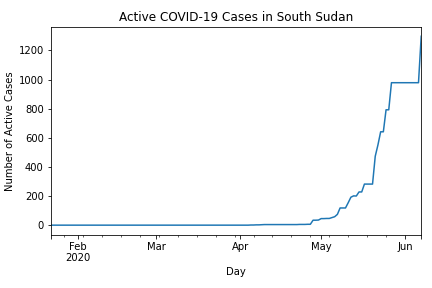 Active COVID-19 Cases in South Sudan
Number of Active Cases
1200
1000
800
600
400
200
0
Feb
2020
Mar
Apr
May
Jun
Day